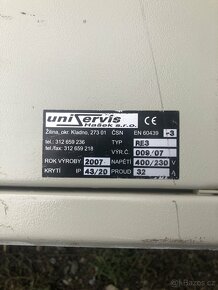 uniservis
Hašek s.r.o.
CE
Žilina, okr. Kladno, 273 01 ČSN EN 60439 -3
tel.: 312 659 236 TYP RE3
tel./fax: 312 659 218 VÝR.Č. 009/07
ROK VÝROBY 2007 NAPĚTÍ 400/230 V
KRYTÍ IP 43/20 PROUD 32 A